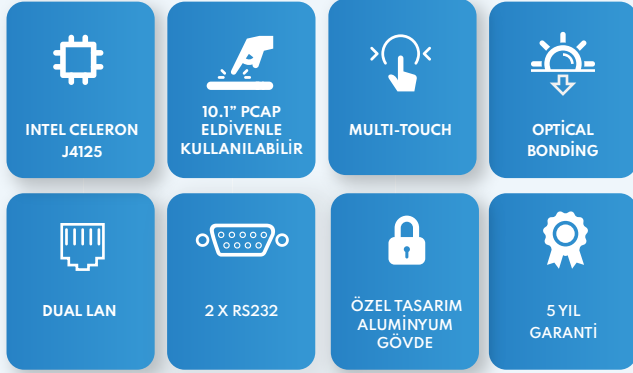 INTEL CELERON
J4125
10.1” PCAP
ELDİVENLE
KULLANILABİLİR
MULTI-TOUCH
OPTİCAL
BONDİNG
DUAL LAN
2 X RS232
ÖZEL TASARIM
ALUMİNYUM
GÖVDE
5 YIL
GARANTİ